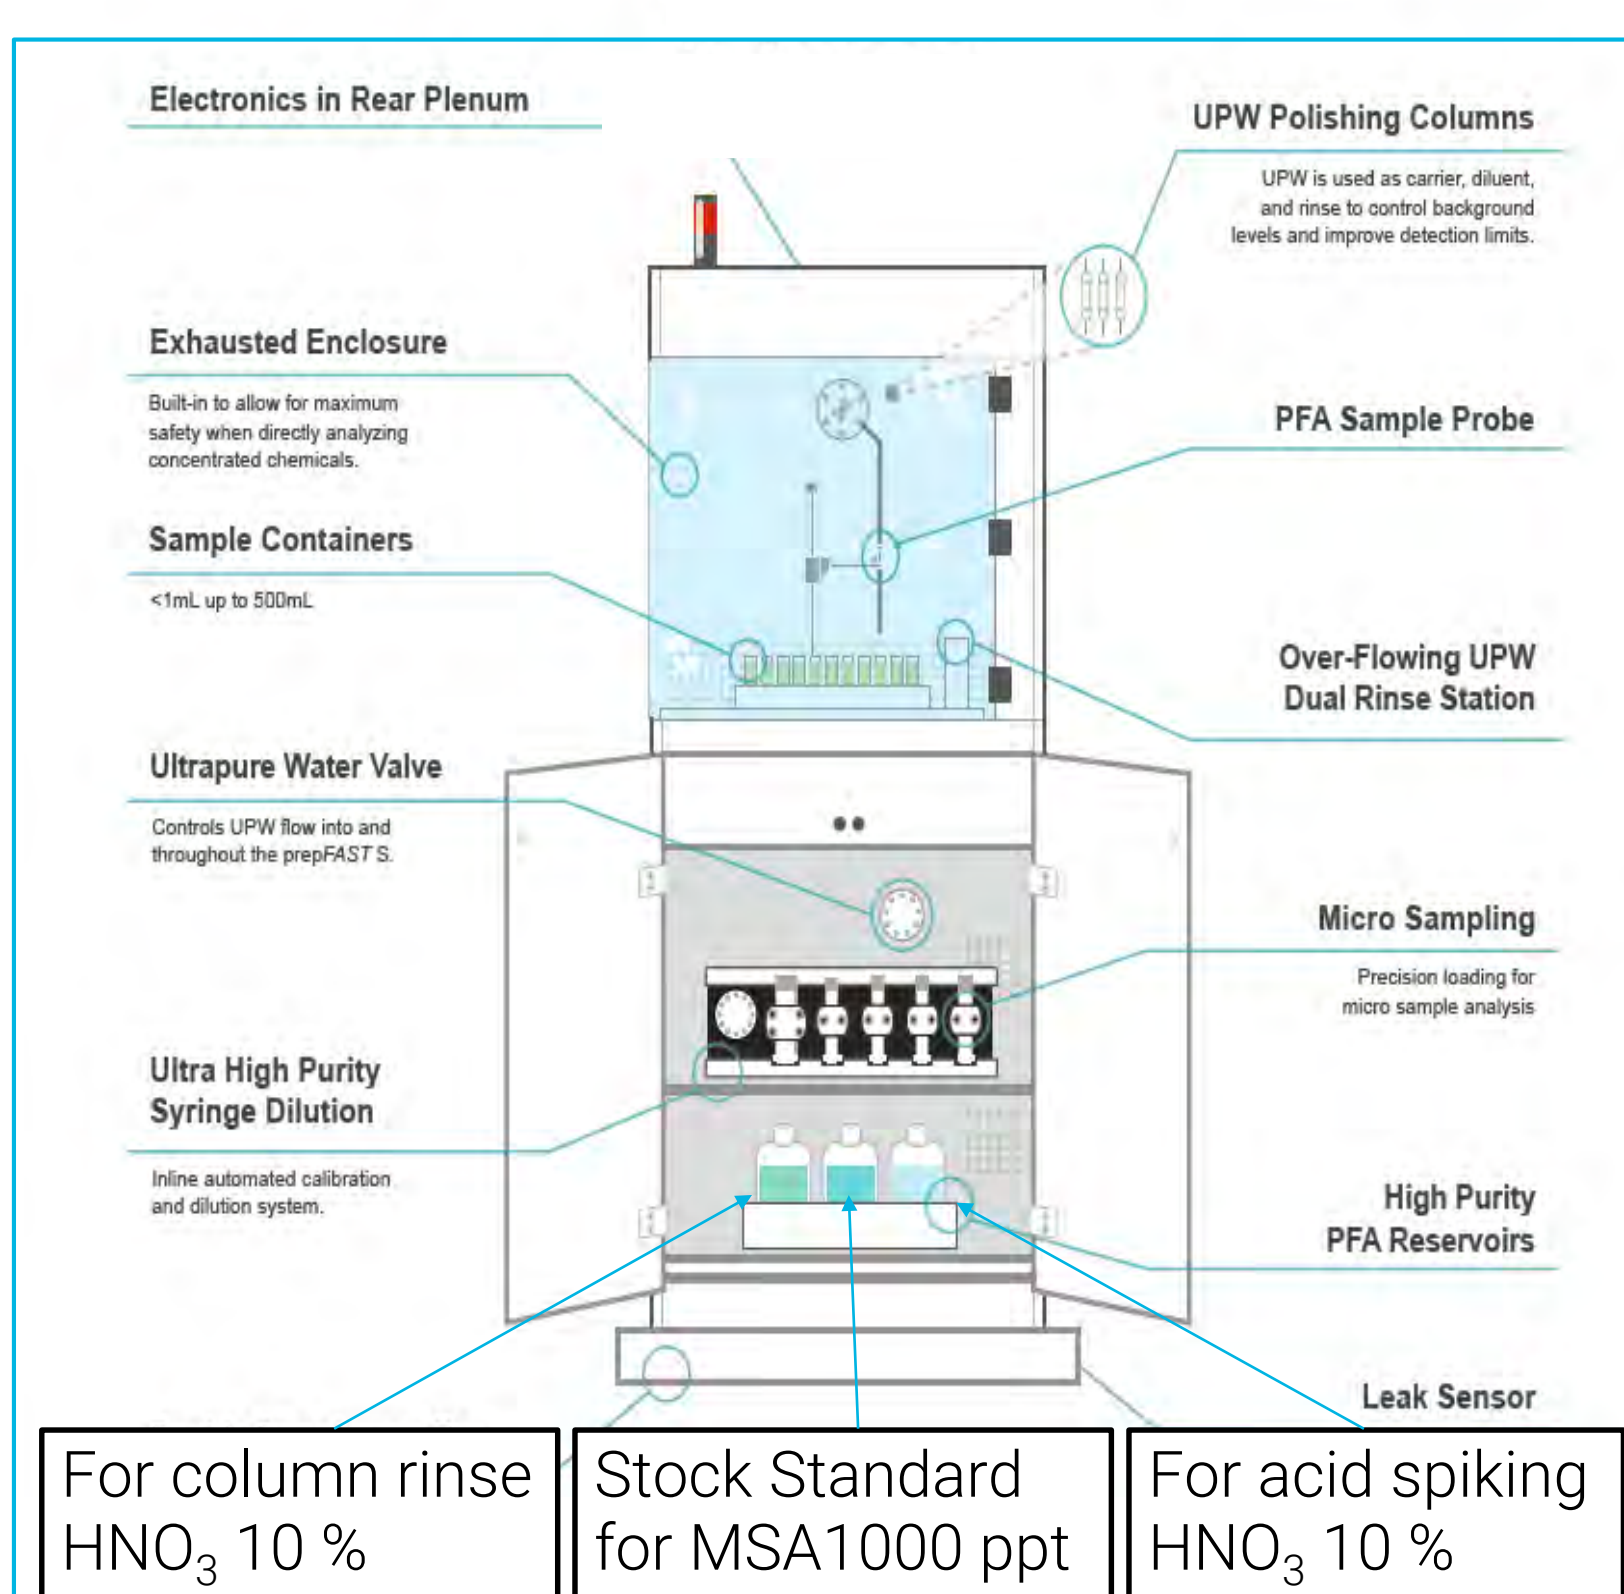 Electronics in Rear Plenum
UPW Polishing Columns
UPW is used as carrier, diluent,
and rinse to control background
levels and improve detection limits.
Exhausted Enclosure
Built-in to allow for maximum
safety when directly analyzing
concentrated chemicals.
PFA Sample Probe
Sample Containers
<1mL up to 500mL
Over-Flowing UPW
Dual Rinse Station
Ultrapure Water Valve
Controls UPW flow into and
throughout the prepFAST S.
Micro Sampling
Precision loading for
micro sample analysis
Ultra High Purity
Syringe Dilution
Inline automated calibration
and dilution system.
High Purity
PFA Reservoirs
Leak Sensor
For column rinse
HNO₃ 10 %
Stock Standard
for MSA1000 ppt
For acid spiking
HNO₃ 10 %